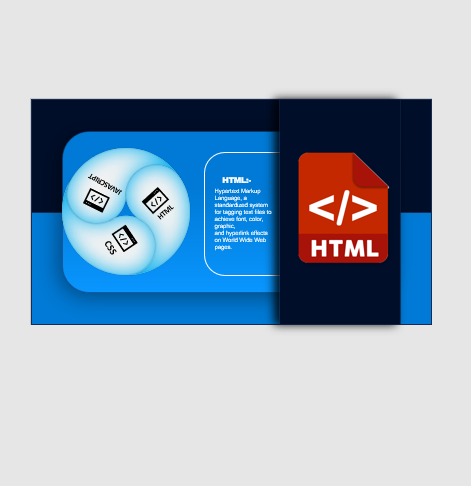 JAVASCRIPT
</>
HTML
</>
CSS
</>
HTML:-
Hypertext Markup
Language, a
standardized system
for tagging text files to
achieve font, color,
graphic,
and hyperlink effects
on World Wide Web
pages.
</>
HTML